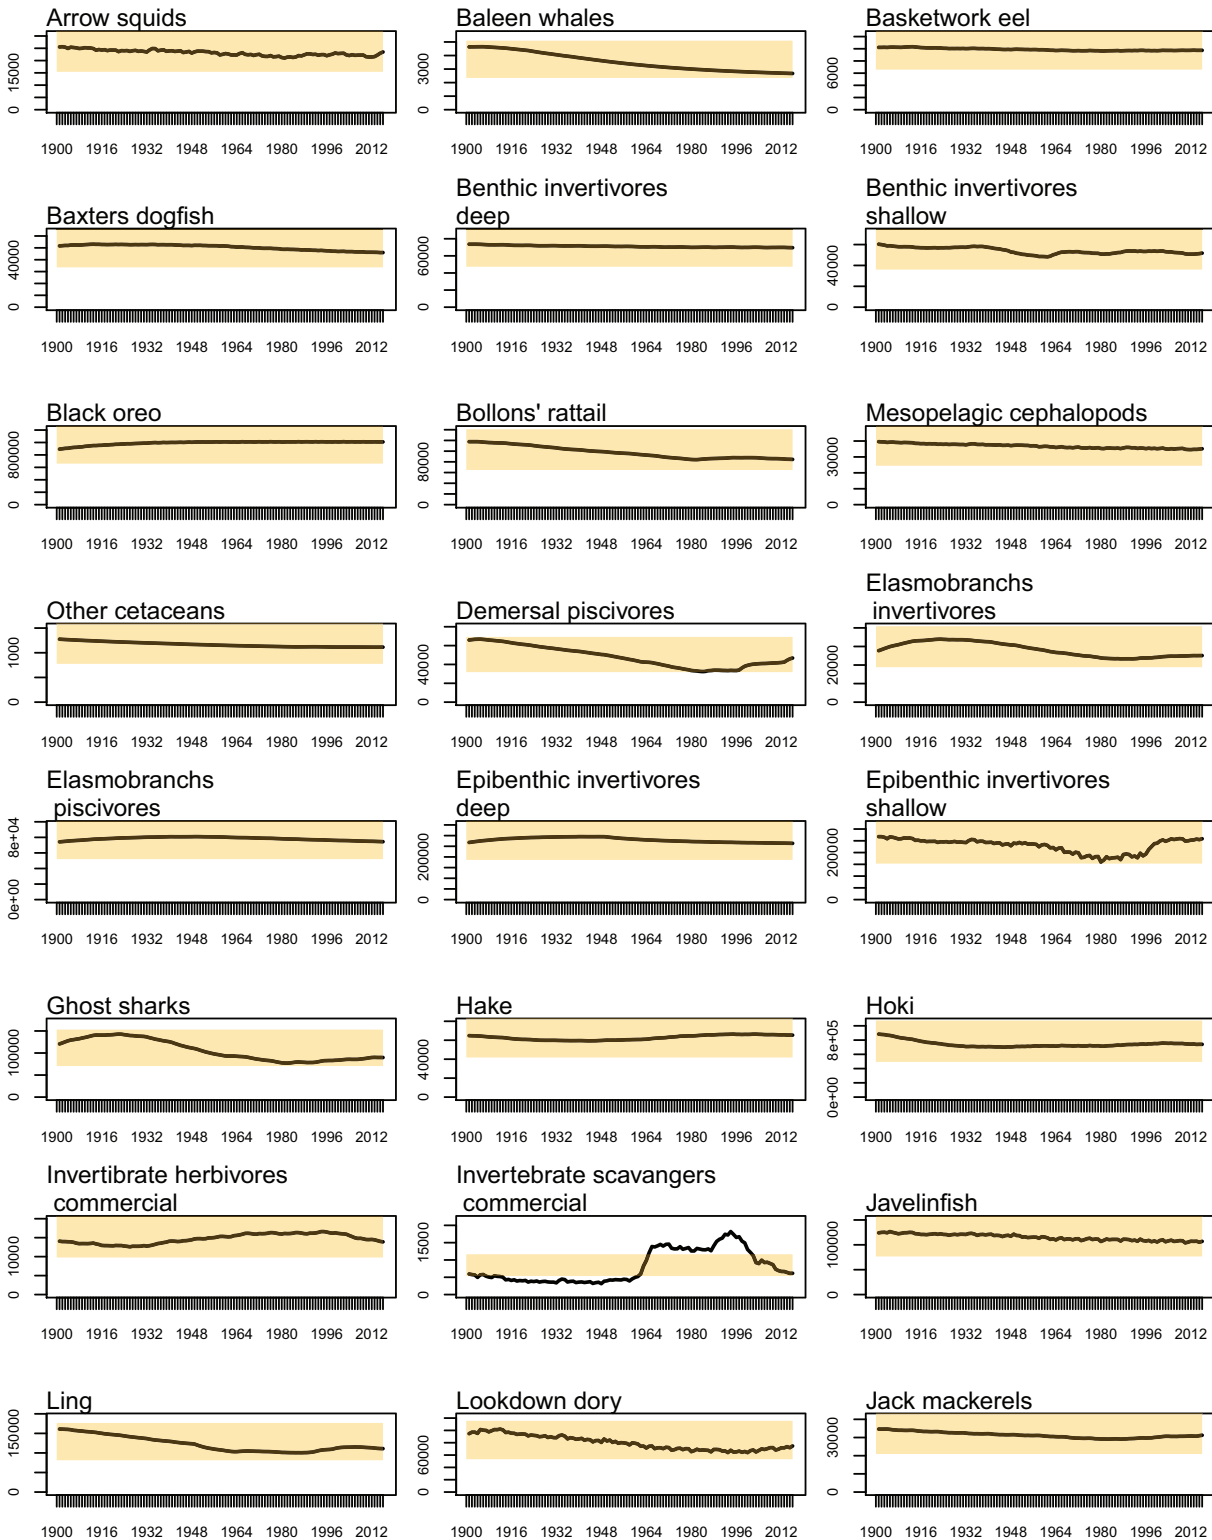 Arrow squids
Baleen whales
Basketwork eel
0 15000
0 3000
0 6000
1900 1916 1932 1948 1964 1980 1996 2012
1900 1916 1932 1948 1964 1980 1996 2012
1900 1916 1932 1948 1964 1980 1996 2012
Baxters dogfish
Benthic invertivores
deep
Benthic invertivores
shallow
0 40000
0 60000
0 40000
1900 1916 1932 1948 1964 1980 1996 2012
1900 1916 1932 1948 1964 1980 1996 2012
1900 1916 1932 1948 1964 1980 1996 2012
Black oreo
Bollons' rattail
Mesopelagic cephalopods
0 800000
0 80000
0 30000
1900 1916 1932 1948 1964 1980 1996 2012
1900 1916 1932 1948 1964 1980 1996 2012
1900 1916 1932 1948 1964 1980 1996 2012
Other cetaceans
Demersal piscivores
Elasmobranchs
invertivores
0 1000
0 40000
0 20000
1900 1916 1932 1948 1964 1980 1996 2012
1900 1916 1932 1948 1964 1980 1996 2012
1900 1916 1932 1948 1964 1980 1996 2012
Elasmobranchs
piscivores
Epibenthic invertivores
deep
Epibenthic invertivores
shallow
0e+00 8e+04
0 200000
0 200000
1900 1916 1932 1948 1964 1980 1996 2012
1900 1916 1932 1948 1964 1980 1996 2012
1900 1916 1932 1948 1964 1980 1996 2012
Ghost sharks
Hake
Hoki
0 100000
0 40000
0e+00 8e+05
1900 1916 1932 1948 1964 1980 1996 2012
1900 1916 1932 1948 1964 1980 1996 2012
1900 1916 1932 1948 1964 1980 1996 2012
Invertibrate herbivores
commercial
Invertebrate scavangers
commercial
Javelinfish
0 10000
0 15000
0 100000
1900 1916 1932 1948 1964 1980 1996 2012
1900 1916 1932 1948 1964 1980 1996 2012
1900 1916 1932 1948 1964 1980 1996 2012
Ling
Lookdown dory
Jack mackerels
0 150000
0 60000
0 30000
1900 1916 1932 1948 1964 1980 1996 2012
1900 1916 1932 1948 1964 1980 1996 2012
1900 1916 1932 1948 1964 1980 1996 2012